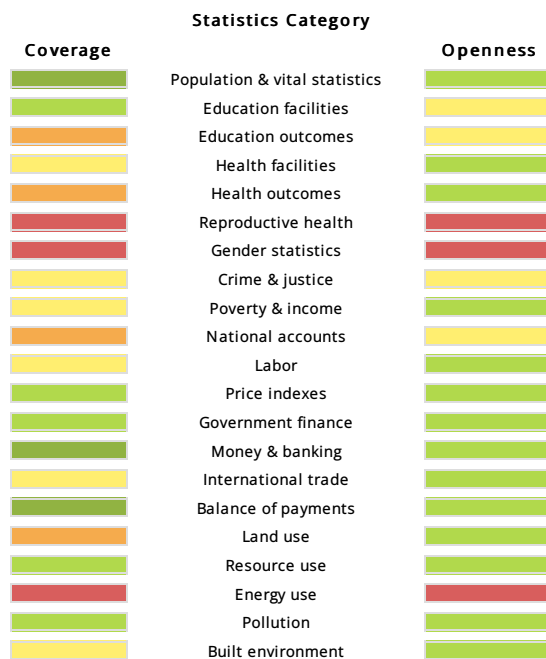 Statistics Category
Coverage
Openness
Population & vital statistics
Education facilities
Education outcomes
Health facilities
Health outcomes
Reproductive health
Gender statistics
Crime & justice
Poverty & income
National accounts
Labor
Price indexes
Government finance
Money & banking
International trade
Balance of payments
Land use
Resource use
Energy use
Pollution
Built environment